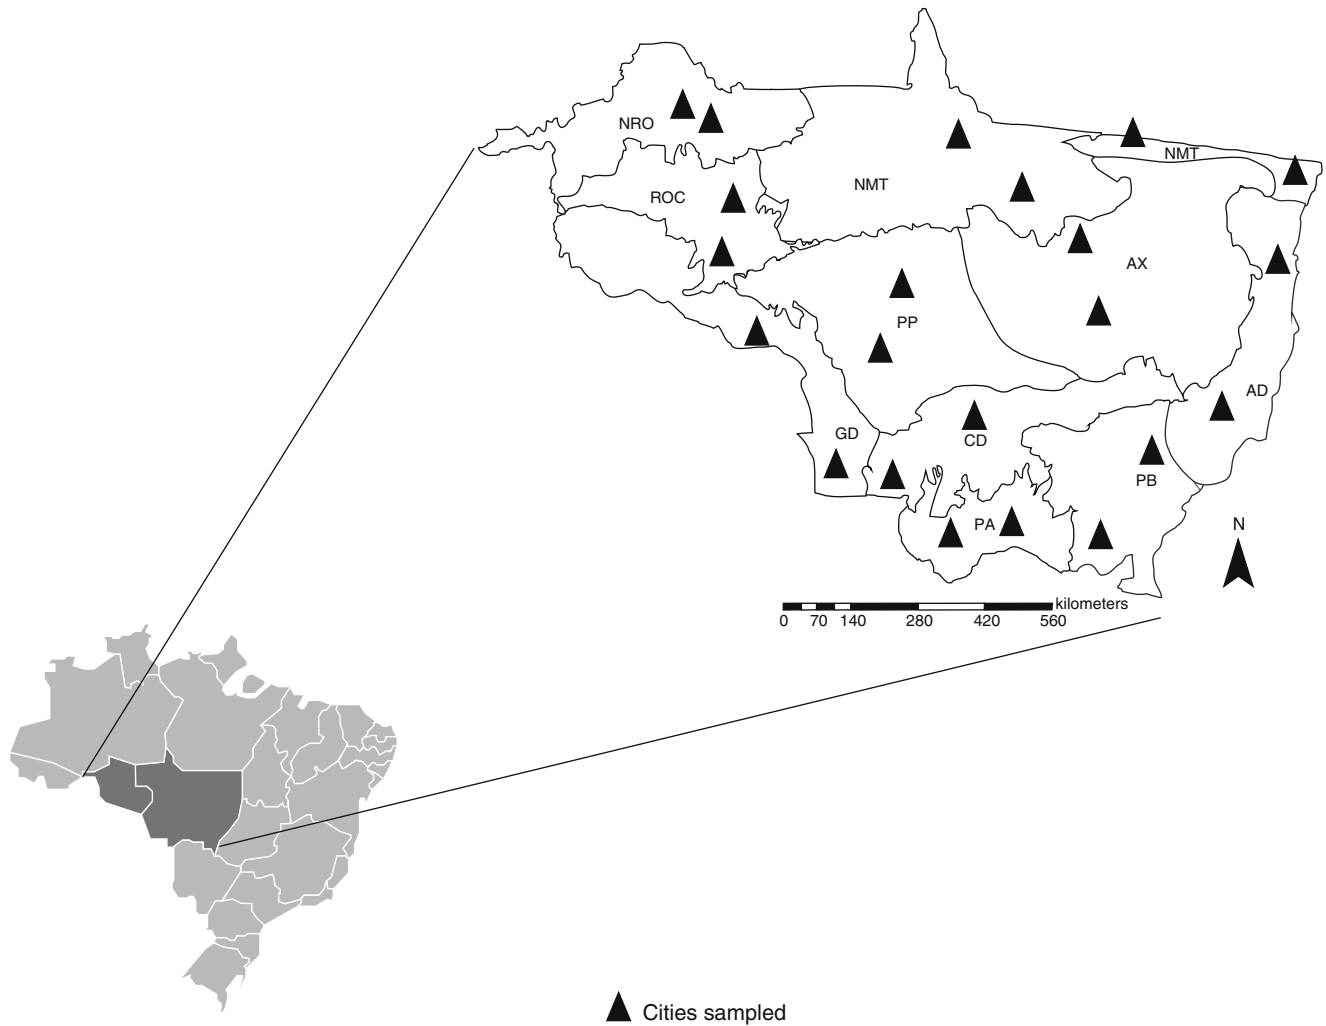 NRO
NMT
ROC
NMT
AX
PP
AD
GD
CD
PB
PA
N
kilometers
0 70 140 280 420 560
Cities sampled